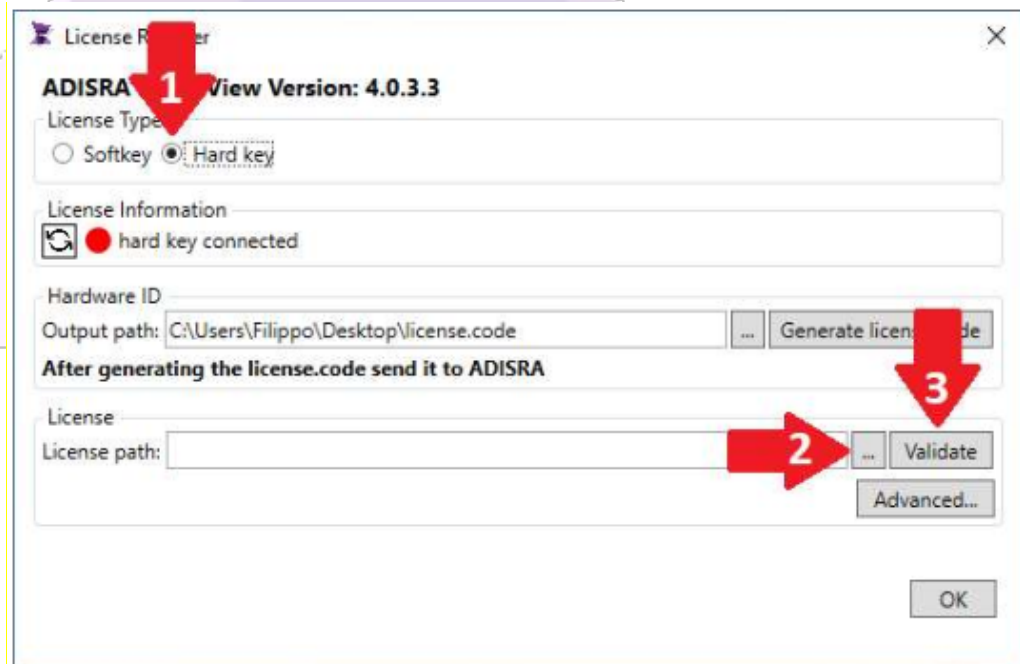 License R er
ADISRA View Version: 4.0.3.3
1
License Type
Softkey Hard key
License Information
hard key connected
Hardware ID
Output path: C:\Users\Filippo\Desktop\license.code ... Generate licen de
After generating the license.code send it to ADISRA
3
License
License path: 2 ... Validate
Advanced...
OK